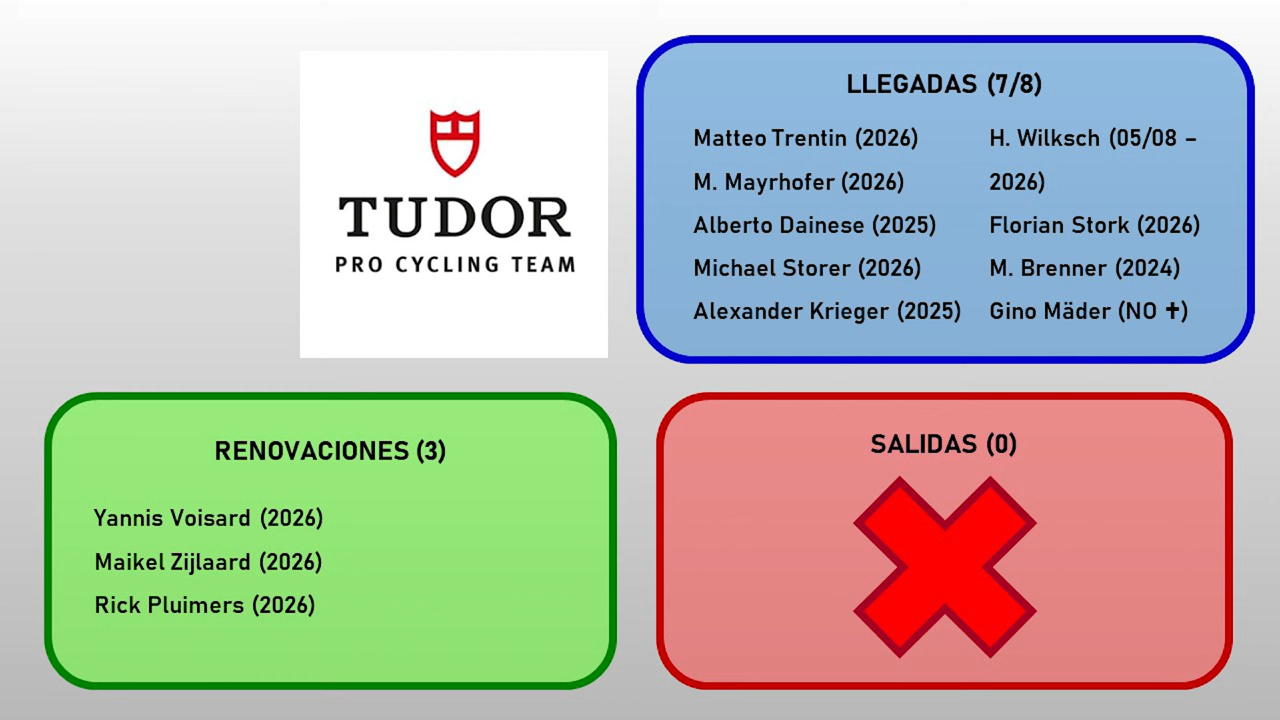 TUDOR
PRO CYCLING TEAM
LLEGADAS (7/8)
Matteo Trentin (2026)
M. Mayrhofer (2026)
Alberto Dainese (2025)
Michael Storer (2026)
Alexander Krieger (2025)
H. Wilksch (05/08 –
2026)
Florian Stork (2026)
M. Brenner (2024)
Gino Mäder (NO ✝)
RENOVACIONES (3)
Yannis Voisard (2026)
Maikel Zijlaard (2026)
Rick Pluimers (2026)
SALIDAS (0)